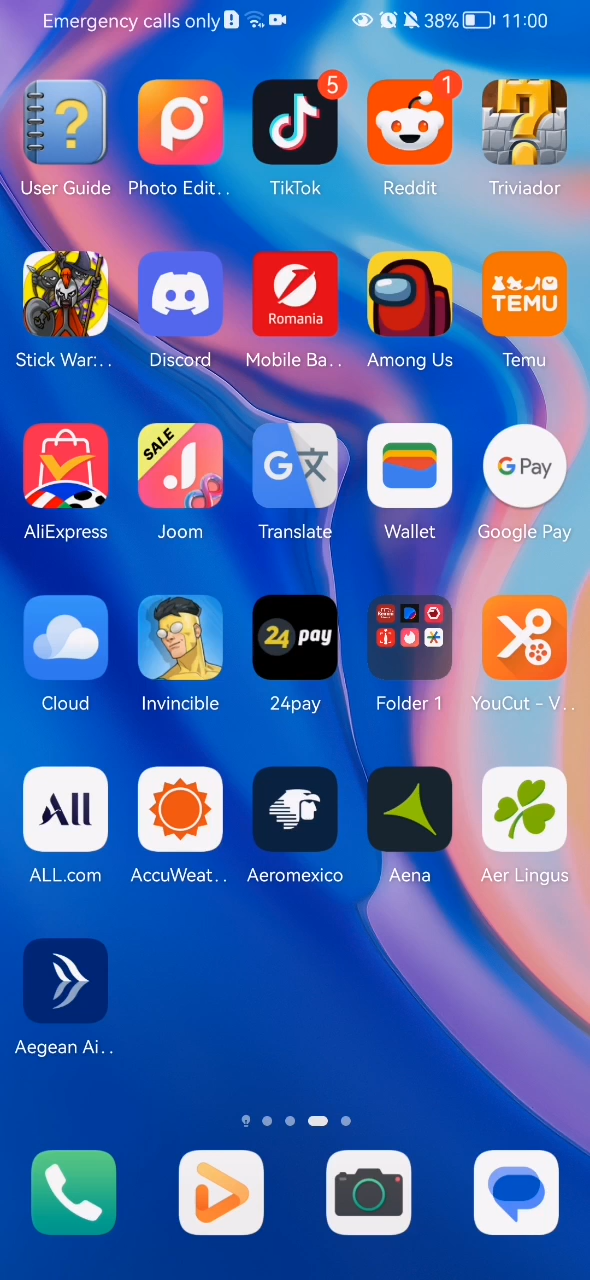 Emergency calls only 38% 11:00
5 1
User Guide Photo Edit.. TikTok Reddit Triviador
Romania TEMU
Stick War:.. Discord Mobile Ba.. Among Us Temu
SALE G Pay
AliExpress Joom Translate Wallet Google Pay
24 pay
Cloud Invincible 24pay Folder 1 YouCut - V..
All
ALL.com AccuWeat.. Aeromexico Aena Aer Lingus
Aegean Ai..